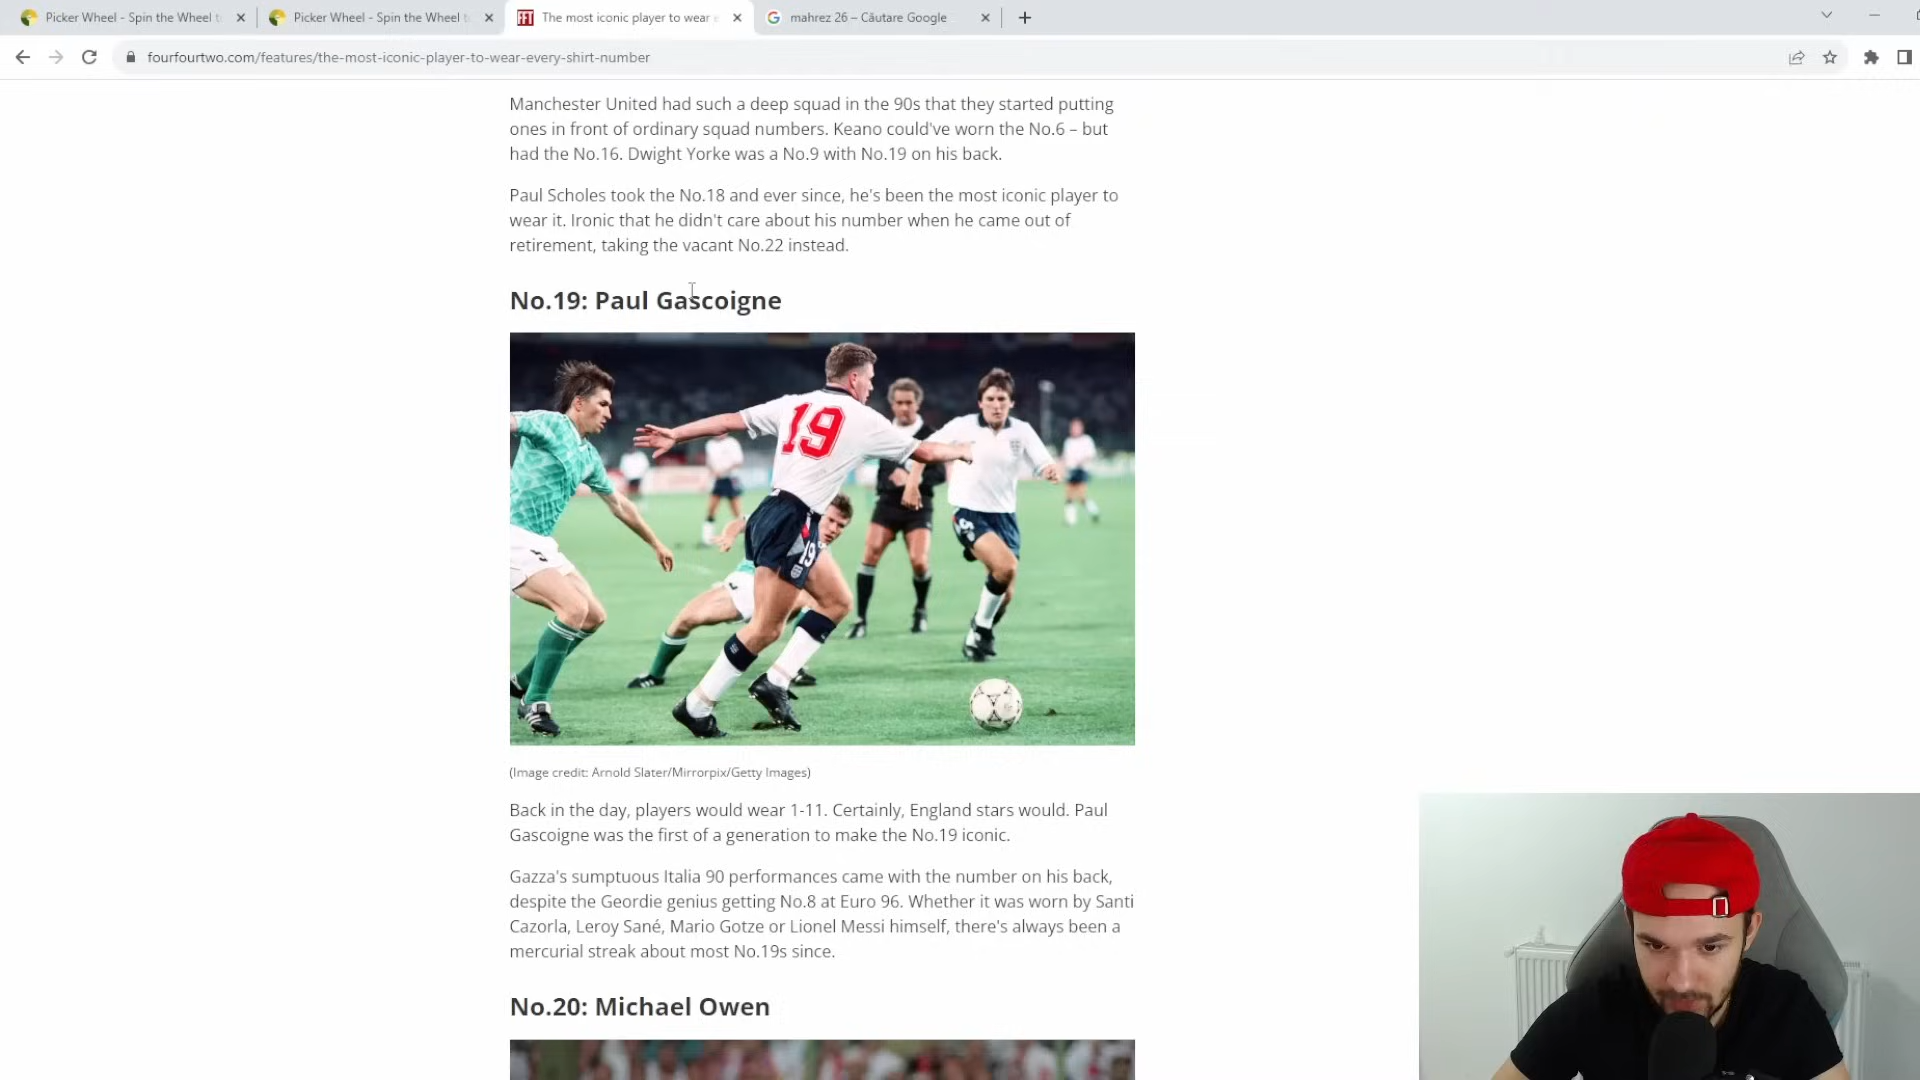 Picker Wheel - Spin the Wheel t
Picker Wheel - Spin the Wheel t
FFT The most iconic player to wear e
mahrez 26 – Căutare Google
fourfourtwo.com/features/the-most-iconic-player-to-wear-every-shirt-number
Manchester United had such a deep squad in the 90s that they started putting
ones in front of ordinary squad numbers. Keano could've worn the No.6 – but
had the No.16. Dwight Yorke was a No.9 with No.19 on his back.
Paul Scholes took the No.18 and ever since, he's been the most iconic player to
wear it. Ironic that he didn't care about his number when he came out of
retirement, taking the vacant No.22 instead.
No.19: Paul Gascoigne
19
19
(Image credit: Arnold Slater/Mirrorpix/Getty Images)
Back in the day, players would wear 1-11. Certainly, England stars would. Paul
Gascoigne was the first of a generation to make the No.19 iconic.
Gazza's sumptuous Italia 90 performances came with the number on his back,
despite the Geordie genius getting No.8 at Euro 96. Whether it was worn by Santi
Cazorla, Leroy Sané, Mario Gotze or Lionel Messi himself, there's always been a
mercurial streak about most No.19s since.
No.20: Michael Owen